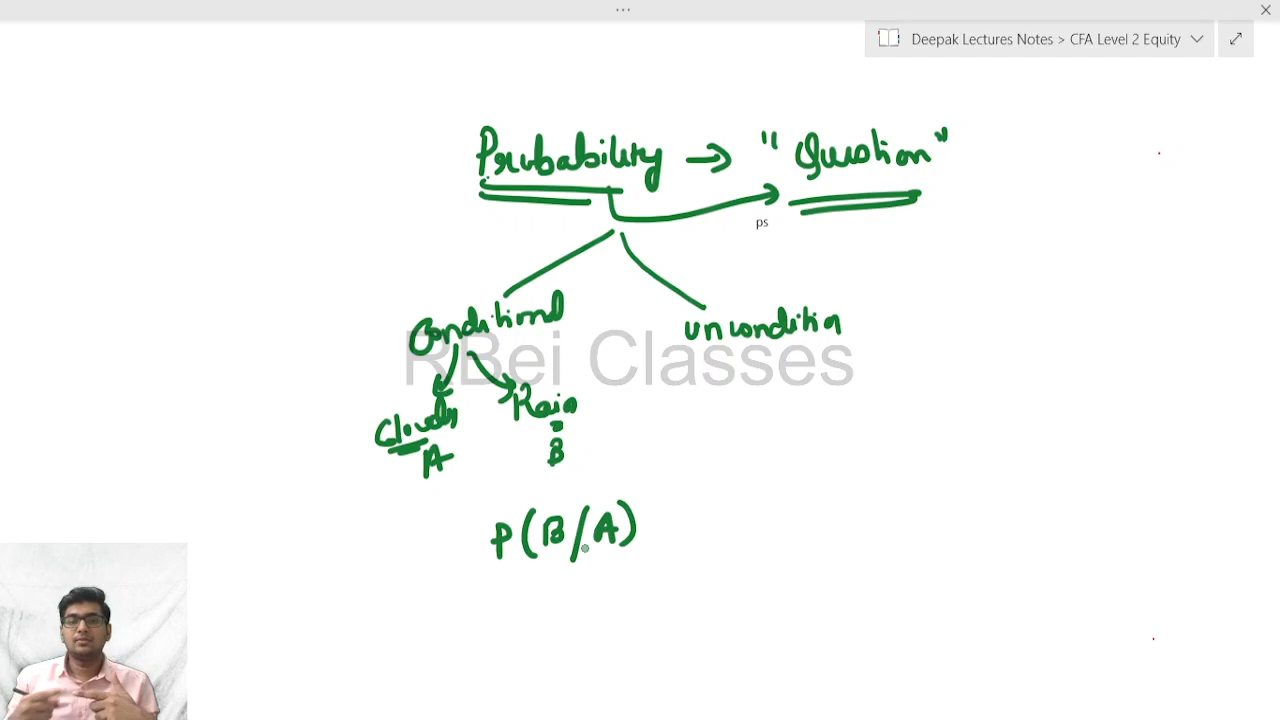 ...
Deepak Lectures Notes > CFA Level 2 Equity
Probability → "Question"
ps
Conditional
uncondition
RBei Classes
Cloudy
Rain
A
B
P(B/A)